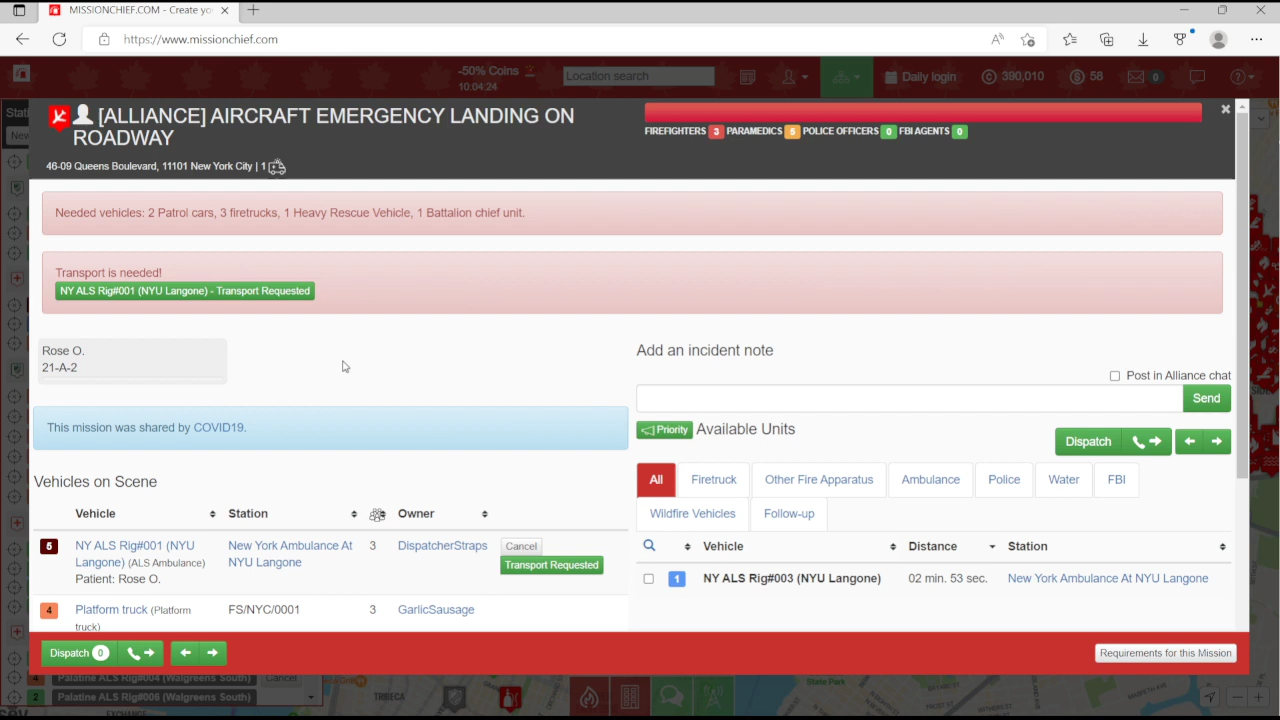 MISSIONCHIEF.COM - Create yo
https://www.missionchief.com
-50% Coins
10:04:24
Location search
Daily login
390,010
58
0
[ALLIANCE] AIRCRAFT EMERGENCY LANDING ON ROADWAY
46-09 Queens Boulevard, 11101 New York City | 1
FIREFIGHTERS 3 PARAMEDICS 5 POLICE OFFICERS 0 FBI AGENTS 0
Needed vehicles: 2 Patrol cars, 3 firetrucks, 1 Heavy Rescue Vehicle, 1 Battalion chief unit.
Transport is needed!
NY ALS Rig#001 (NYU Langone) - Transport Requested
Rose O.
21-A-2
This mission was shared by COVID19.
Vehicles on Scene
Vehicle Station Owner
5 NY ALS Rig#001 (NYU Langone) (ALS Ambulance) New York Ambulance At NYU Langone 3 DispatcherStraps Cancel
Patient: Rose O.
Transport Requested
4 Platform truck (Platform truck) FS/NYC/0001 3 GarlicSausage
Add an incident note
Post in Alliance chat
Send
Priority Available Units
Dispatch
All Firetruck Other Fire Apparatus Ambulance Police Water FBI
Wildfire Vehicles Follow-up
Vehicle Distance Station
1 NY ALS Rig#003 (NYU Langone) 02 min. 53 sec. New York Ambulance At NYU Langone
Dispatch 0
Requirements for this Mission
4 Palatine ALS Rig#004 (Walgreens South) Cancel
2 Palatine ALS Rig#006 (Walgreens South)
TRIBECA
State Park
EXCHANGE